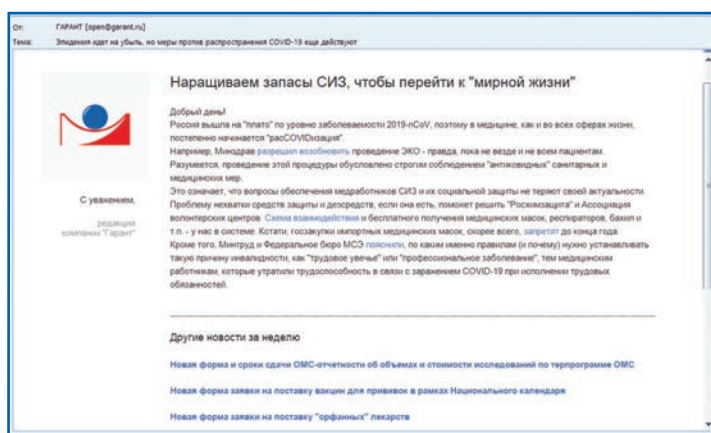 От: ГАРАНТ [open@garant.ru]
Тема: Эпидемия идет на убыль, но меры против распространения COVID-19 еще действуют
Наращиваем запасы СИЗ, чтобы перейти к "мирной жизни"
Добрый день!
Россия вышла на "плато" по уровню заболеваемости 2019-nCoV, поэтому в медицине, как и во всех сферах жизни,
постепенно начинается "расCOVIDизация".
Например, Минздрав разрешил возобновить проведение ЭКО - правда, пока не везде и не всем пациентам.
Разумеется, проведение этой процедуры обусловлено строгим соблюдением "антиковидных" санитарных и
медицинских мер.
Это означает, что вопросы обеспечения медработников СИЗ и их социальной защиты не теряют своей актуальности.
Проблему нехватки средств защиты и дезсредств, если она есть, поможет решить "Росхимзащита" и Ассоциация
волонтерских центров. Схема взаимодействия и бесплатного получения медицинских масок, респираторов, бахил и
т.п. - у нас в системе. Кстати, госзакупки импортных медицинских масок, скорее всего, запретят до конца года.
Кроме того, Минтруд и Федеральное бюро МСЭ пояснили, по каким именно правилам (и почему) нужно устанавливать
такую причину инвалидности, как "трудовое увечье" или "профессиональное заболевание", тем медицинским
работникам, которые утратили трудоспособность в связи с заражением COVID-19 при исполнении трудовых
обязанностей.
С уважением,
редакция
компании "Гарант"
Другие новости за неделю
Новая форма и сроки сдачи ОМС-отчетности об объемах и стоимости исследований по терпрограмме ОМС
Новая форма заявки на поставку вакцин для прививок в рамках Национального календаря
Новая форма заявки на поставку "орфанных" лекарств